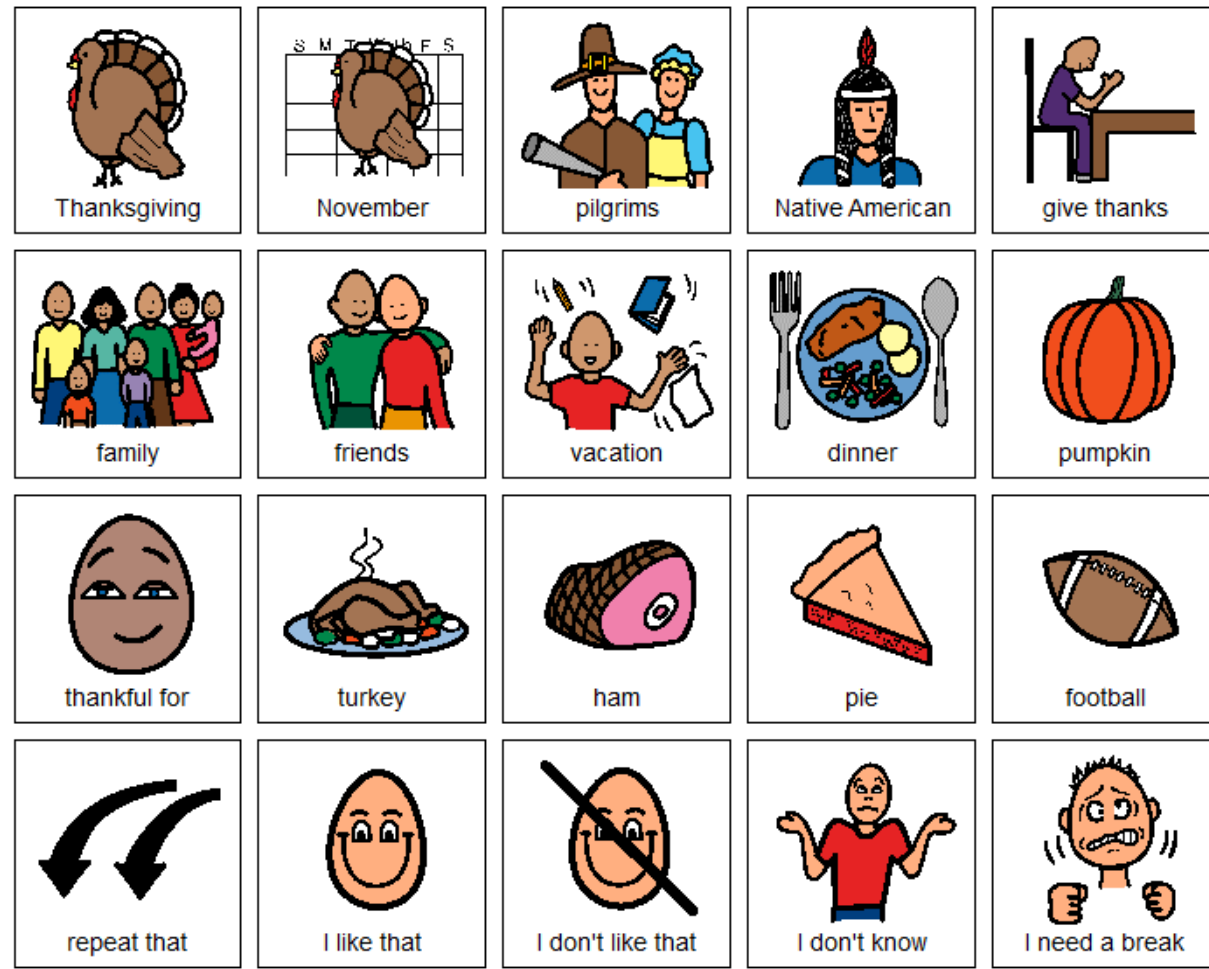 S M T W th F S
Thanksgiving
November
pilgrims
Native American
give thanks
family
friends
vacation
dinner
pumpkin
thankful for
turkey
ham
pie
football
repeat that
I like that
I don't like that
I don't know
I need a break